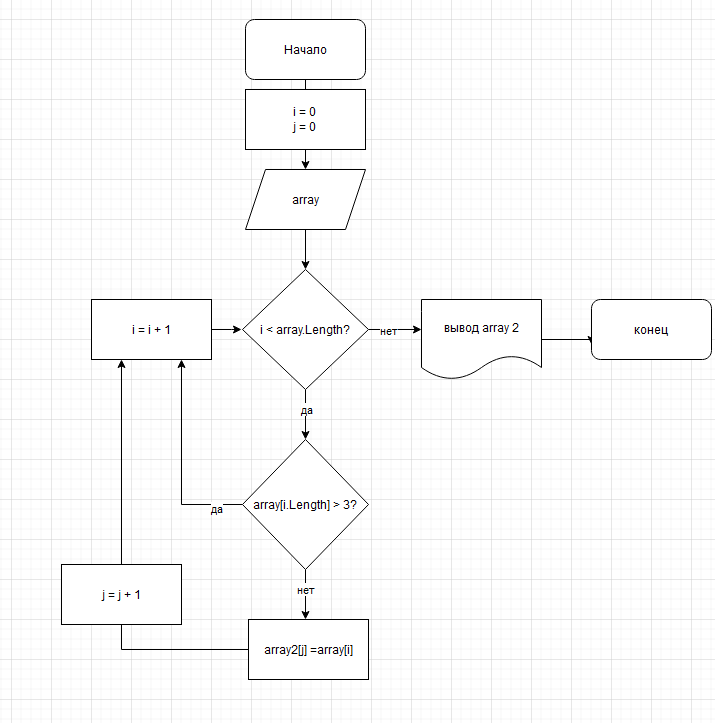 Начало
i = 0
j = 0
array
i = i + 1
i < array.Length?
нет
вывод array 2
конец
да
array[i.Length] > 3?
да
нет
j = j + 1
array2[j] =array[i]